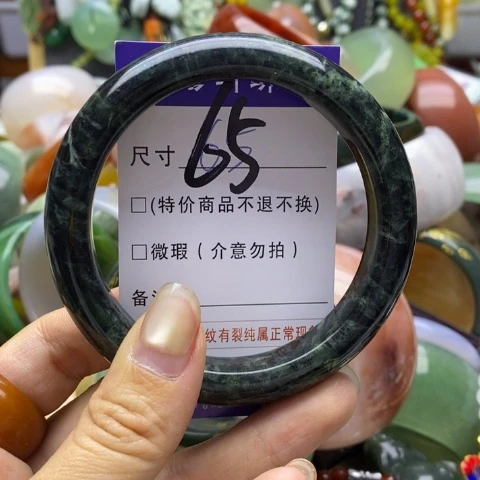 尺寸 65
□(特价商品不退不换)
□微瑕(介意勿拍)
备
纹有裂纯属正常现